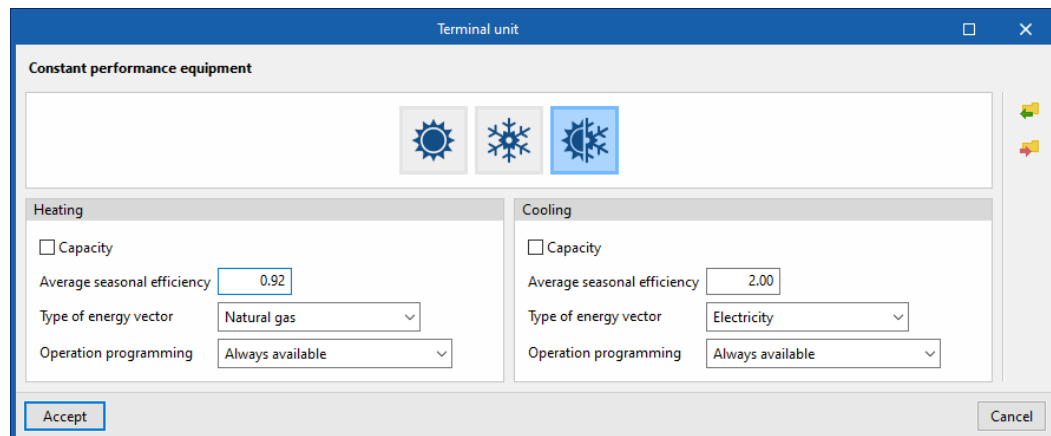 Terminal unit
Constant performance equipment
Heating
Capacity
Average seasonal efficiency 0.92
Type of energy vector Natural gas
Operation programming Always available
Cooling
Capacity
Average seasonal efficiency 2.00
Type of energy vector Electricity
Operation programming Always available
Accept Cancel